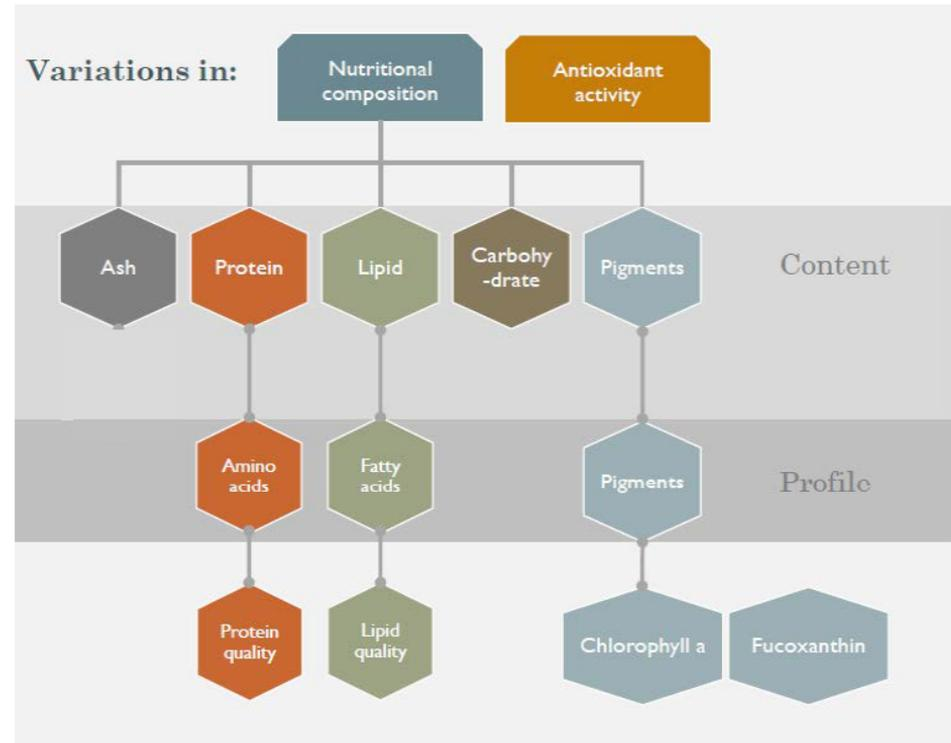 Variations in:
Nutritional
composition
Antioxidant
activity
Ash
Protein
Lipid
Carbohy
-drate
Pigments
Content
Amino
acids
Fatty
acids
Pigments
Profile
Protein
quality
Lipid
quality
Chlorophyll a
Fucoxanthin